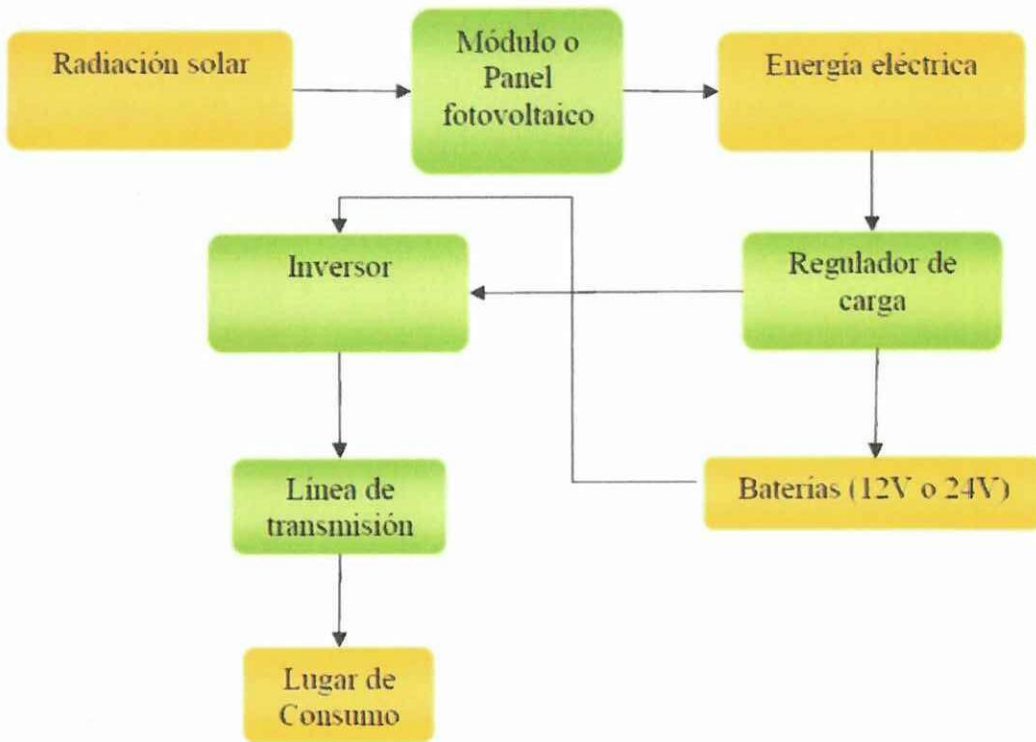 Radiación solar
Módulo o
Panel
fotovoltaico
Energía eléctrica
Inversor
Regulador de
carga
Línea de
transmisión
Baterías (12V o 24V)
Lugar de
Consumo